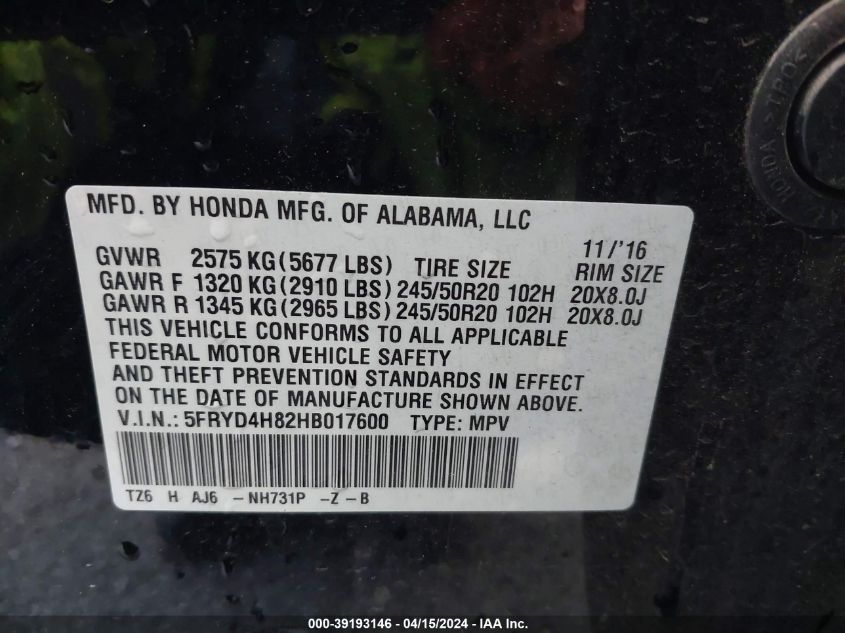 MFD. BY HONDA MFG. OF ALABAMA, LLC
11/'16
GVWR 2575 KG(5677 LBS) TIRE SIZE RIM SIZE
GAWR F 1320 KG(2910 LBS) 245/50R20 102H 20X8.0J
GAWR R 1345 KG(2965 LBS) 245/50R20 102H 20X8.0J
THIS VEHICLE CONFORMS TO ALL APPLICABLE
FEDERAL MOTOR VEHICLE SAFETY
AND THEFT PREVENTION STANDARDS IN EFFECT
ON THE DATE OF MANUFACTURE SHOWN ABOVE.
V.I.N.: 5FRYD4H82HB017600 TYPE: MPV
TZ6 H AJ6 -NH731P -Z-B
HONDA >TPO<
000-39193146 - 04/15/2024 - IAA Inc.